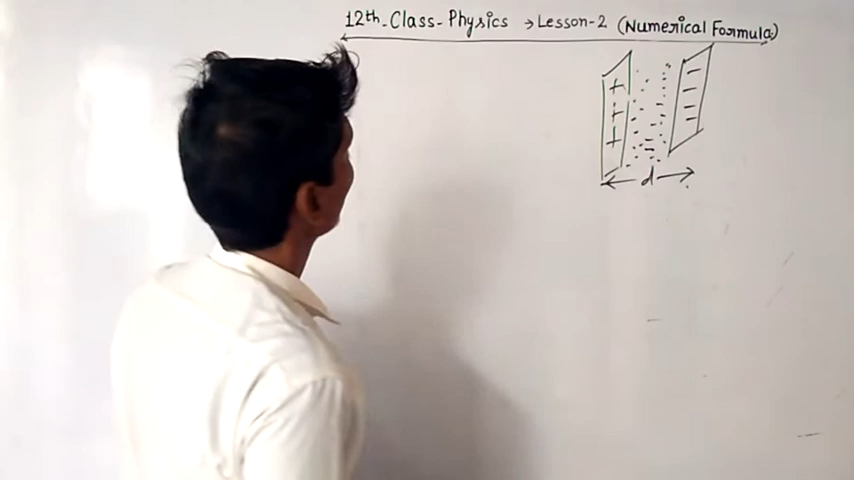 12th-Class-Physics → Lesson-2 (Numerical Formula)
+ -
+ -
+ -
-
d